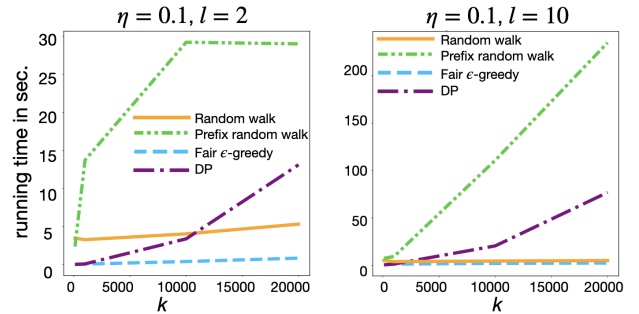 η = 0.1, l = 2
running time in sec.
30
25
20
15
10
5
0
Random walk
Prefix random walk
Fair ϵ-greedy
DP
0 5000 10000 15000 20000
k
η = 0.1, l = 10
200
150
100
50
0
Random walk
Prefix random walk
Fair ϵ-greedy
DP
0 5000 10000 15000 20000
k